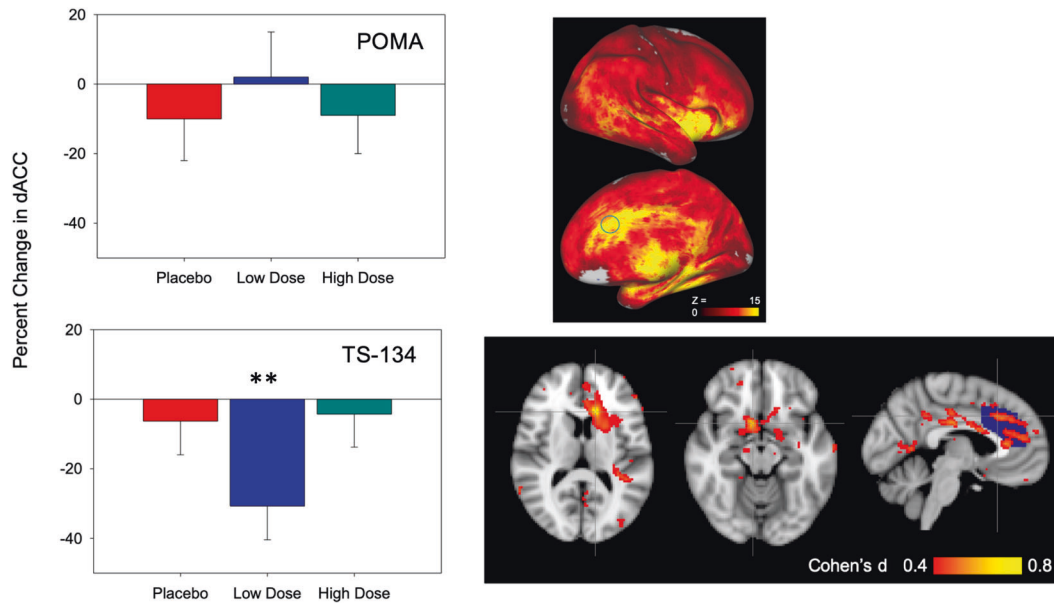 Percent Change in dACC
20
POMA
0
-20
-40
Placebo Low Dose High Dose
20
TS-134
**
0
-20
-40
Placebo Low Dose High Dose
Z = 15
0
Cohen's d 0.4 0.8